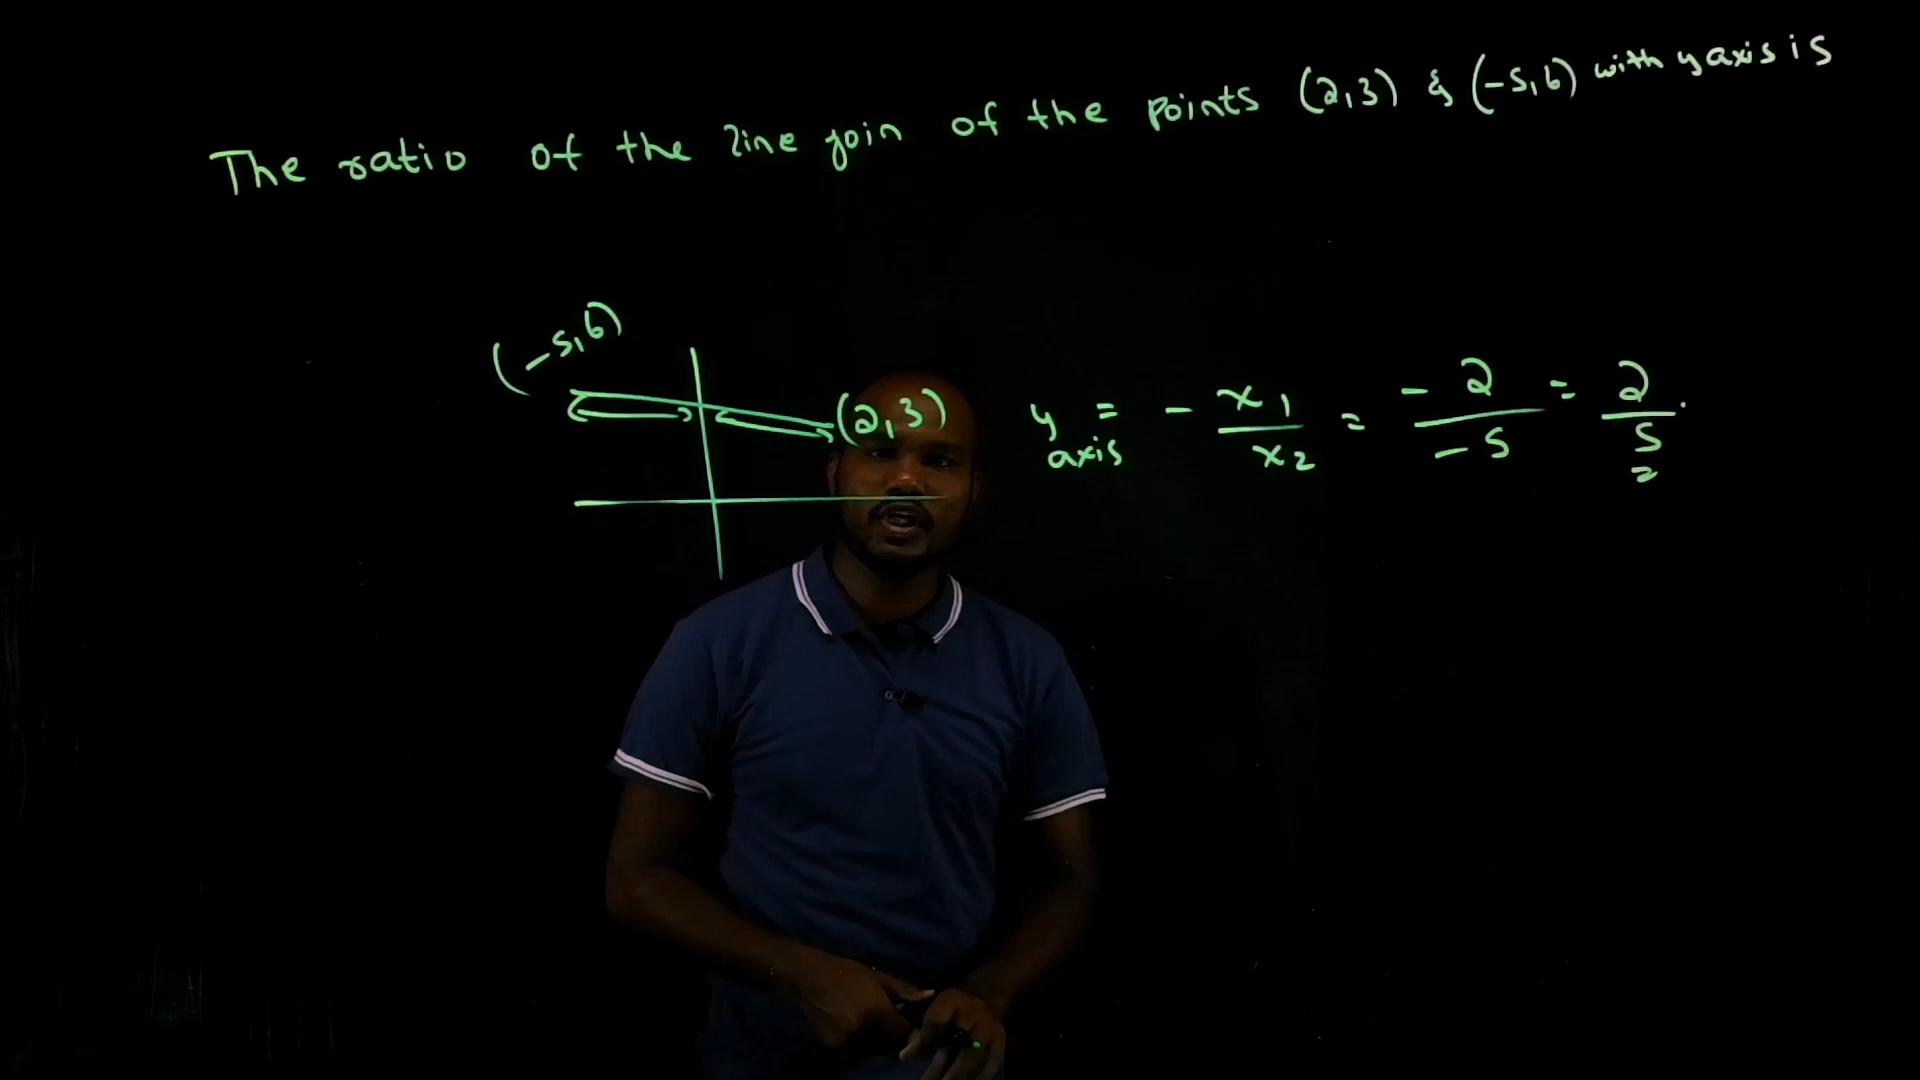 The ratio of the line join of the points (2,3) & (-5,6) with y axis is
(-5,6)
(2,3)
y axis = - x1/x2 = -2/-5 = 2/5.
=